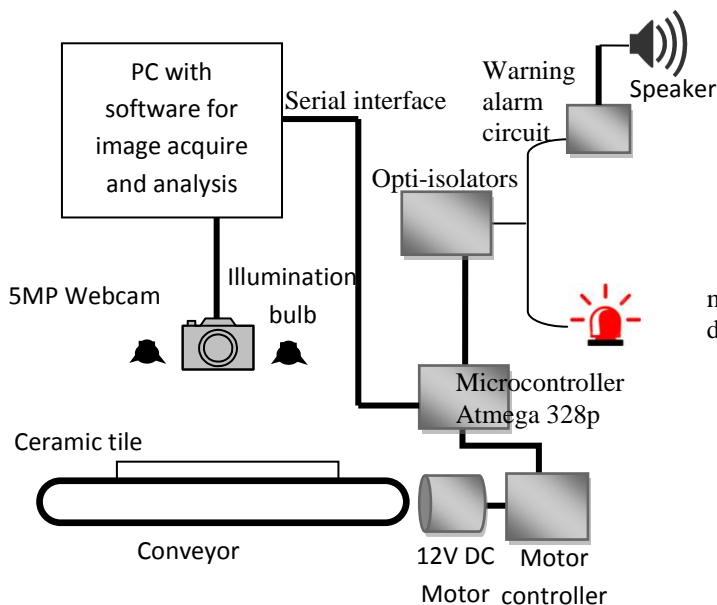 PC with
software for
image acquire
and analysis
Serial interface
Warning
alarm
circuit
Speaker
Opti-isolators
5MP Webcam
Illumination
bulb
Microcontroller
Atmega 328p
Ceramic tile
Conveyor
12V DC
Motor
Motor
controller